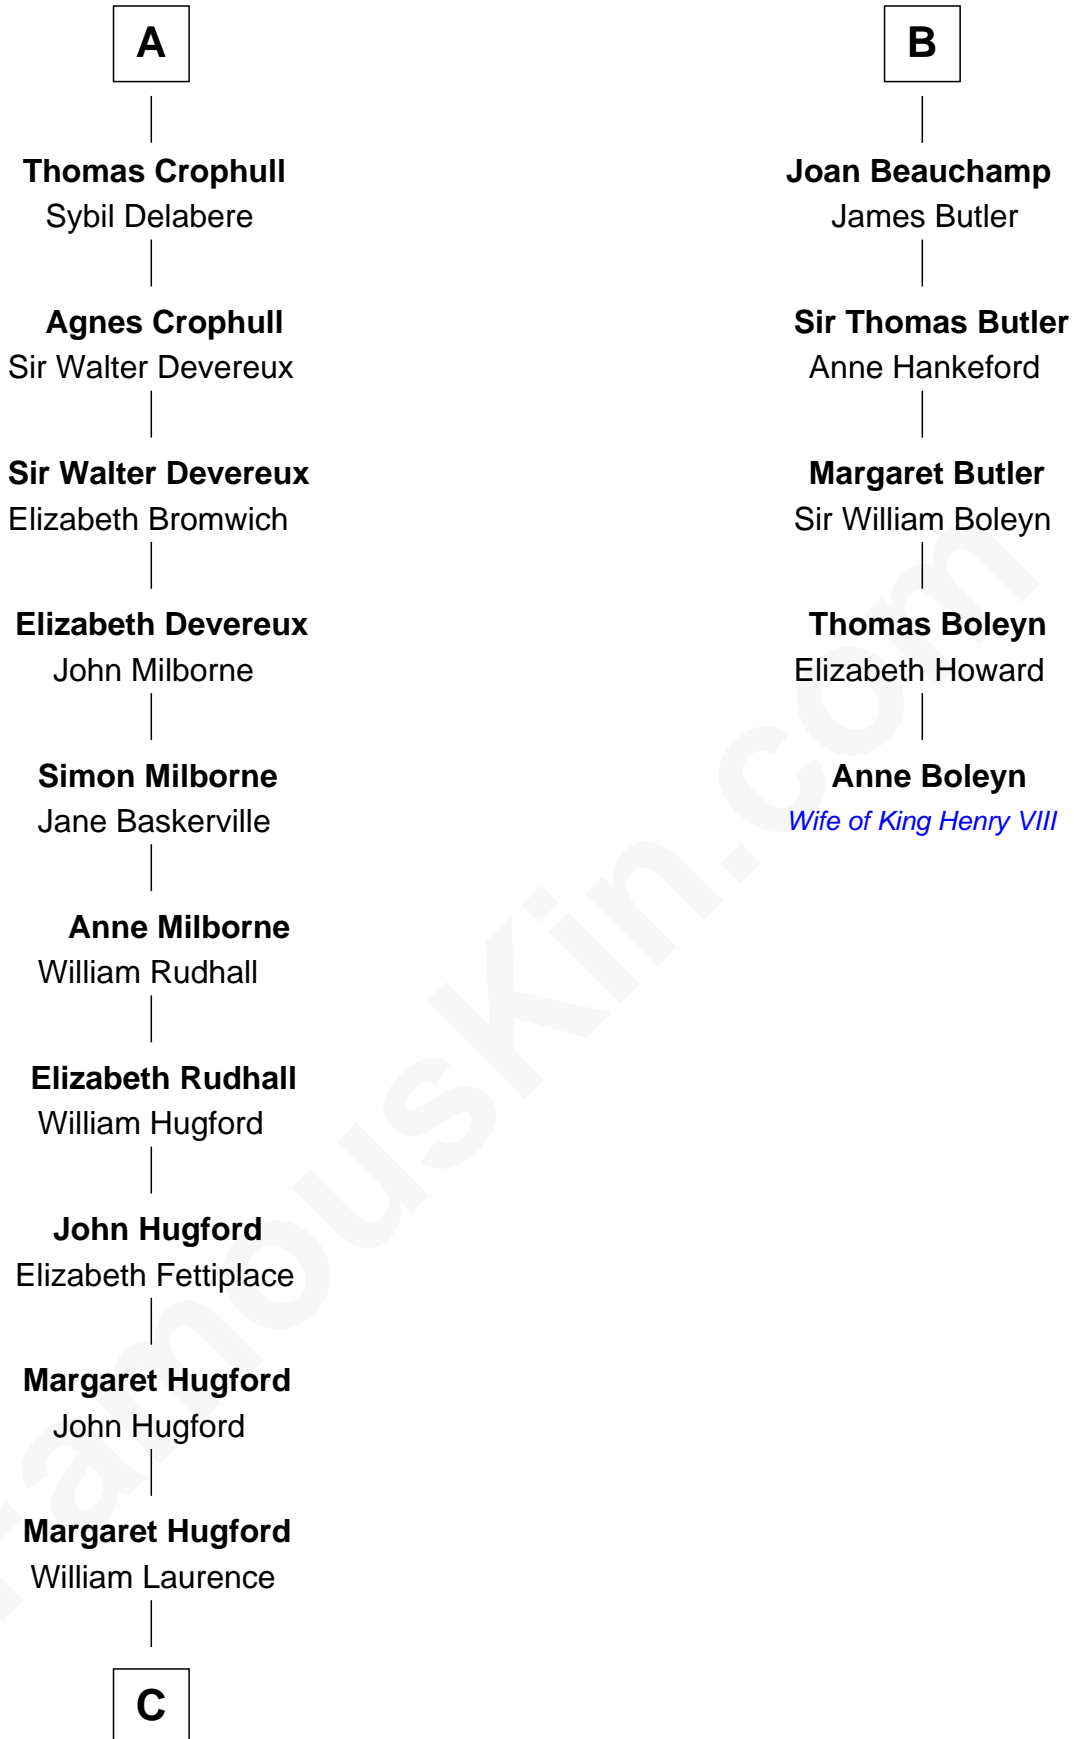 A
Thomas Crophull
Sybil Delabere
Agnes Crophull
Sir Walter Devereux
Sir Walter Devereux
Elizabeth Bromwich
Elizabeth Devereux
John Milborne
Simon Milborne
Jane Baskerville
Anne Milborne
William Rudhall
Elizabeth Rudhall
William Hugford
John Hugford
Elizabeth Fettiplace
Margaret Hugford
John Hugford
Margaret Hugford
William Laurence
C
B
Joan Beauchamp
James Butler
Sir Thomas Butler
Anne Hankeford
Margaret Butler
Sir William Boleyn
Thomas Boleyn
Elizabeth Howard
Anne Boleyn
Wife of King Henry VIII
FamousKin.com